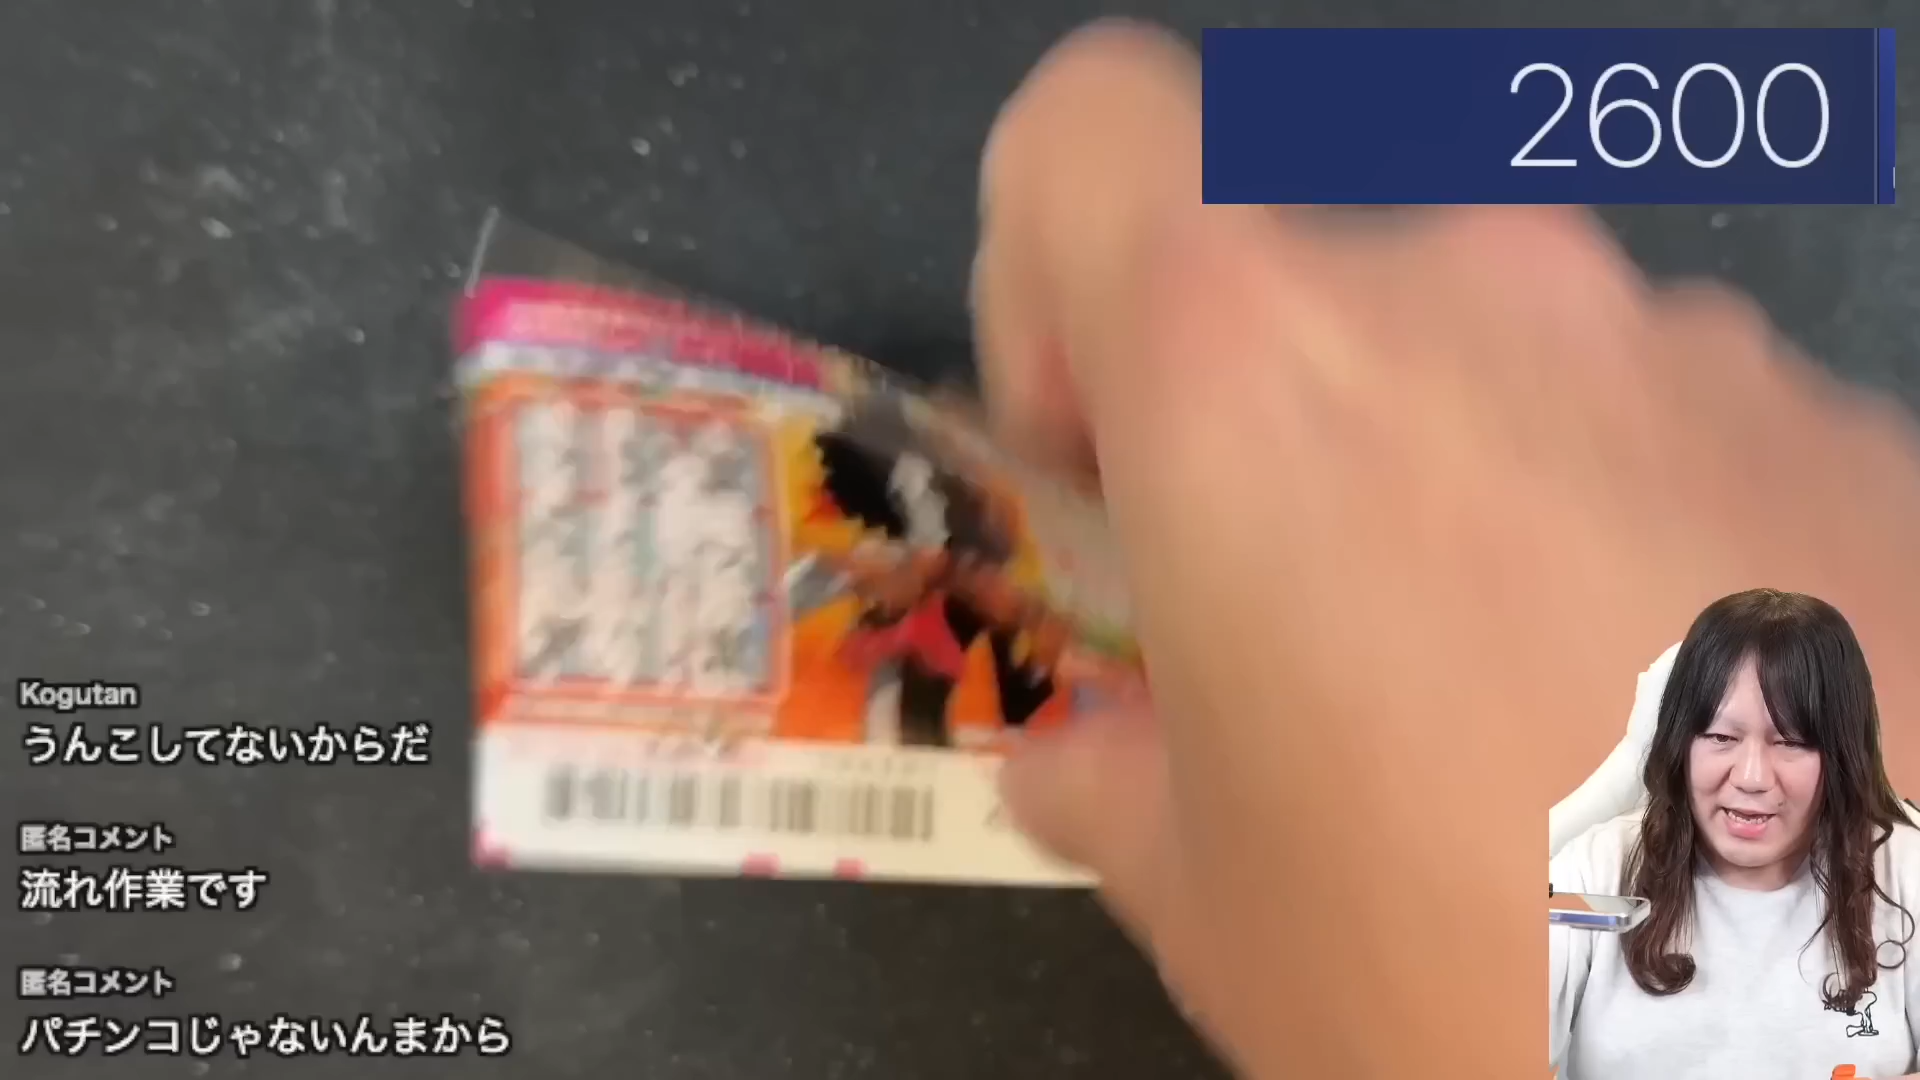 2600
Kogutan
うんこしてないからだ
匿名コメント
流れ作業です
匿名コメント
パチンコじゃないんまから